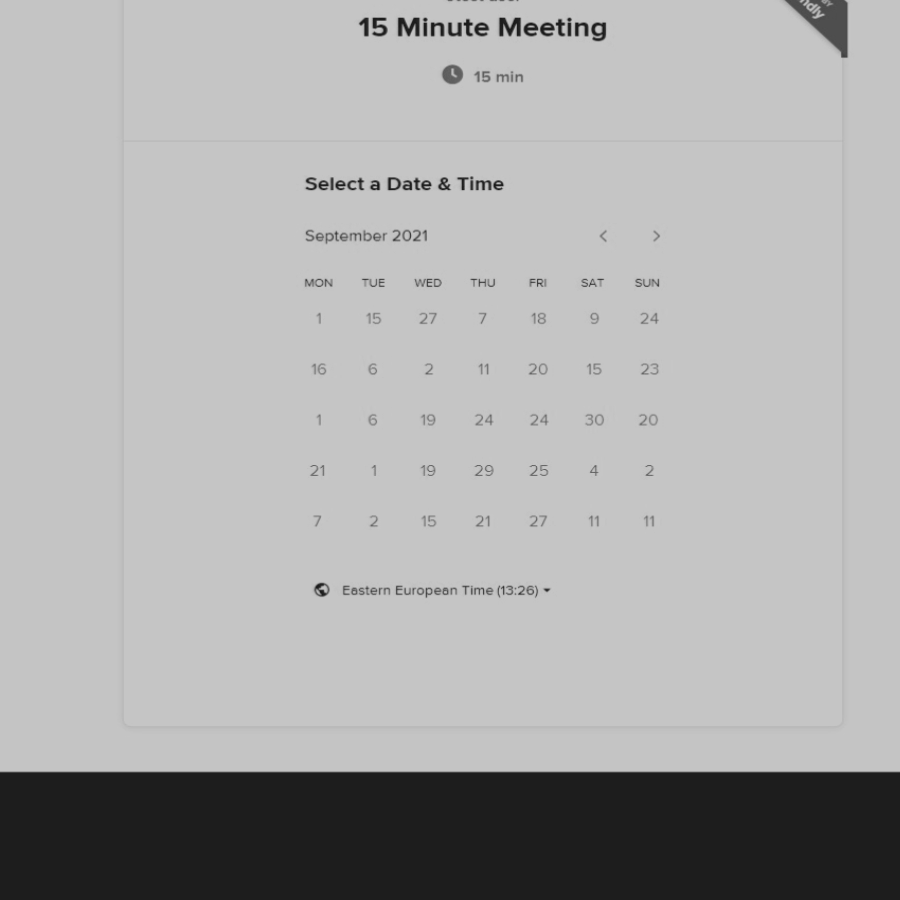 15 Minute Meeting
15 min
Select a Date & Time
September 2021
MON TUE WED THU FRI SAT SUN
1 15 27 7 18 9 24
16 6 2 11 20 15 23
1 6 19 24 24 30 20
21 1 19 29 25 4 2
7 2 15 21 27 11 11
Eastern European Time (13:26)